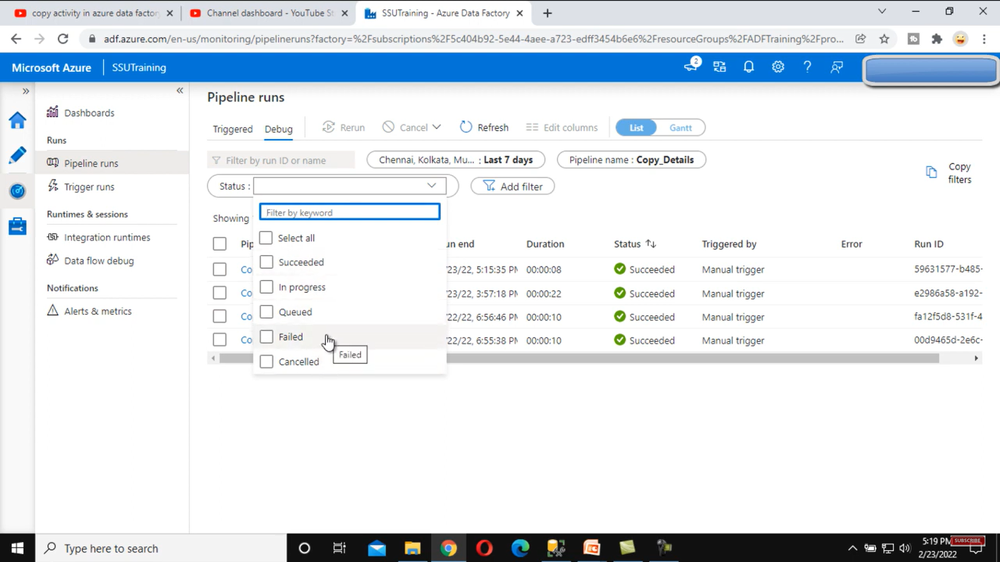 copy activity in azure data factory
Channel dashboard - YouTube St
SSUTraining - Azure Data Factory
adf.azure.com/en-us/monitoring/pipelineruns?factory=%2Fsubscriptions%2F5c404b92-5e44-4aee-a723-edff3454b6e6%2FresourceGroups%2FADFTraining%2Fpro...
Microsoft Azure
SSUTraining
2
Dashboards
Runs
Pipeline runs
Trigger runs
Runtimes & sessions
Integration runtimes
Data flow debug
Notifications
Alerts & metrics
Pipeline runs
Triggered Debug Rerun Cancel Refresh Edit columns List Gantt
Filter by run ID or name
Chennai, Kolkata, Mu... : Last 7 days
Pipeline name : Copy_Details
Copy filters
Status :
Add filter
Filter by keyword
Select all
Succeeded
In progress
Queued
Failed
Cancelled
Failed
Showing
Pip un end Duration Status Triggered by Error Run ID
Co /23/22, 5:15:35 PM 00:00:08 Succeeded Manual trigger 59631577-b485-
Co /23/22, 3:57:18 PM 00:00:22 Succeeded Manual trigger e2986a58-a192-
Co /22/22, 6:56:46 PM 00:00:10 Succeeded Manual trigger fa12f5d8-531f-4
Co /22/22, 6:55:38 PM 00:00:10 Succeeded Manual trigger 00d9465d-2e6c-
Type here to search
5:19 PM
2/23/2022
SUBSCRIBE